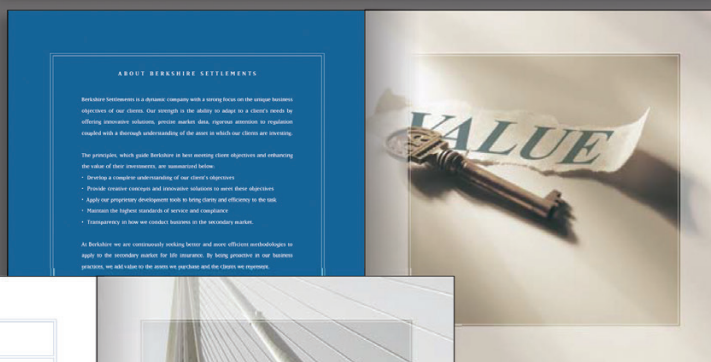 ABOUT BERKSHIRE SETTLEMENTS
Berkshire Settlements is a dynamic company with a strong focus on the unique business
objectives of our clients. Our strength is the ability to adapt to a client's needs by
offering innovative solutions, precise market data, rigorous attention to regulation
coupled with a thorough understanding of the asset in which our clients are investing.
The principles, which guide Berkshire in best meeting client objectives and enhancing
the value of their investments, are summarized below:
• Develop a complete understanding of our client's objectives
• Provide creative concepts and innovative solutions to meet these objectives
• Apply our proprietary development tools to bring clarity and efficiency to the task
• Maintain the highest standards of service and compliance
• Transparency in how we conduct business in the secondary market.
At Berkshire we are continuously seeking better and more efficient methodologies to
apply to the secondary market for life insurance. By being proactive in our business
practices, we add value to the assets we purchase and the clients we represent.
VALUE